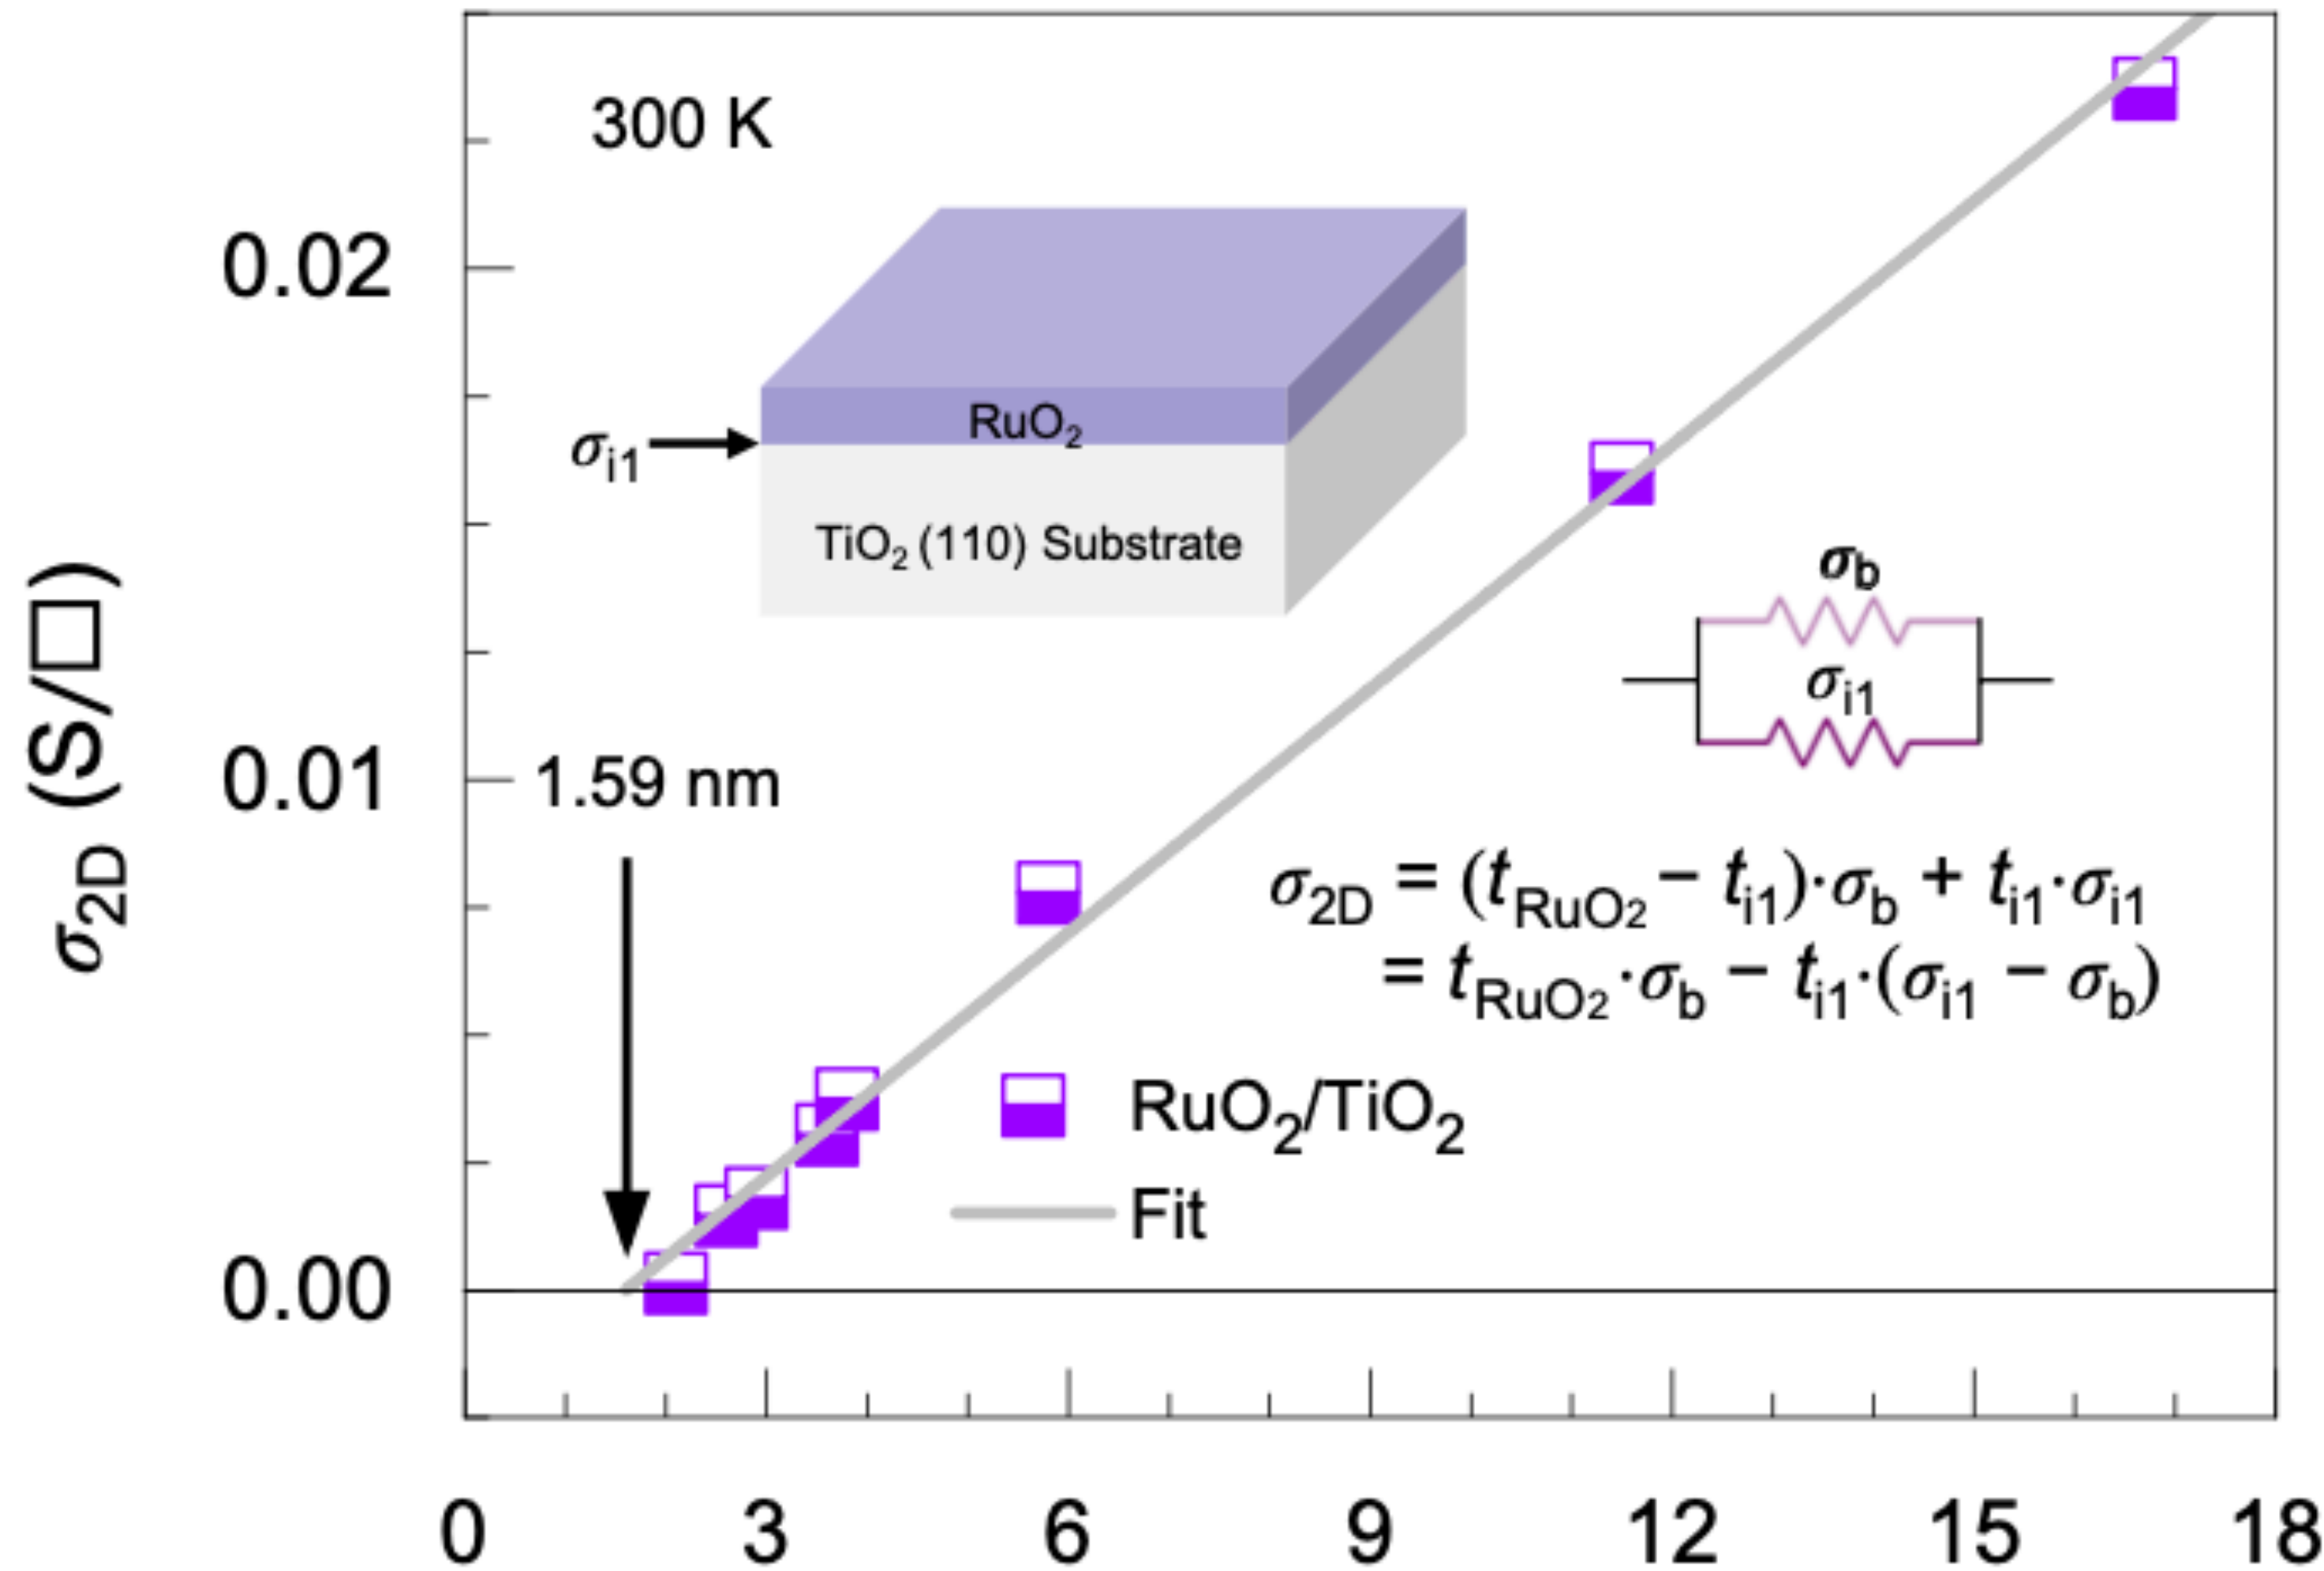 300 K
0.02
RuO₂
σi1
TiO₂ (110) Substrate
σb
σi1
σ2D (S/□)
0.01
1.59 nm
σ2D = (tRuO2 − ti1)·σb + ti1·σi1
= tRuO2·σb − ti1·(σi1 − σb)
RuO₂/TiO₂
Fit
0.00
0 3 6 9 12 15 18